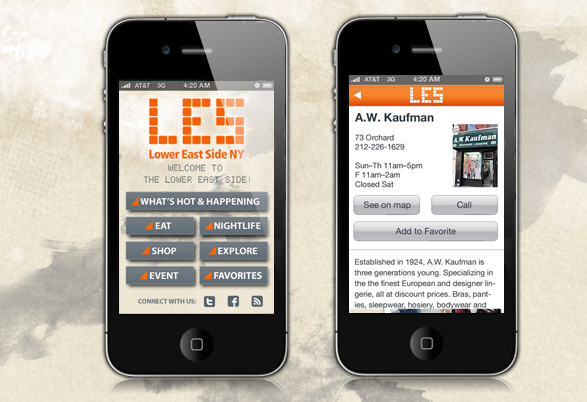 AT&T 3G 4:20 AM
LES
Lower East Side NY
WELCOME TO
THE LOWER EAST SIDE!
WHAT'S HOT & HAPPENING
EAT
NIGHTLIFE
SHOP
EXPLORE
EVENT
FAVORITES
CONNECT WITH US:
AT&T 3G 4:20 AM
LES
A.W. Kaufman
73 Orchard
212-226-1629
Sun–Th 11am–5pm
F 11am–2am
Closed Sat
A.W. Kaufman
See on map
Call
Add to Favorite
Established in 1924, A.W. Kaufman is
three generations young. Specializing in
the the finest European and designer lin-
gerie, all at discount prices. Bras, pant-
ies, sleepwear, hosiery, bodywear and